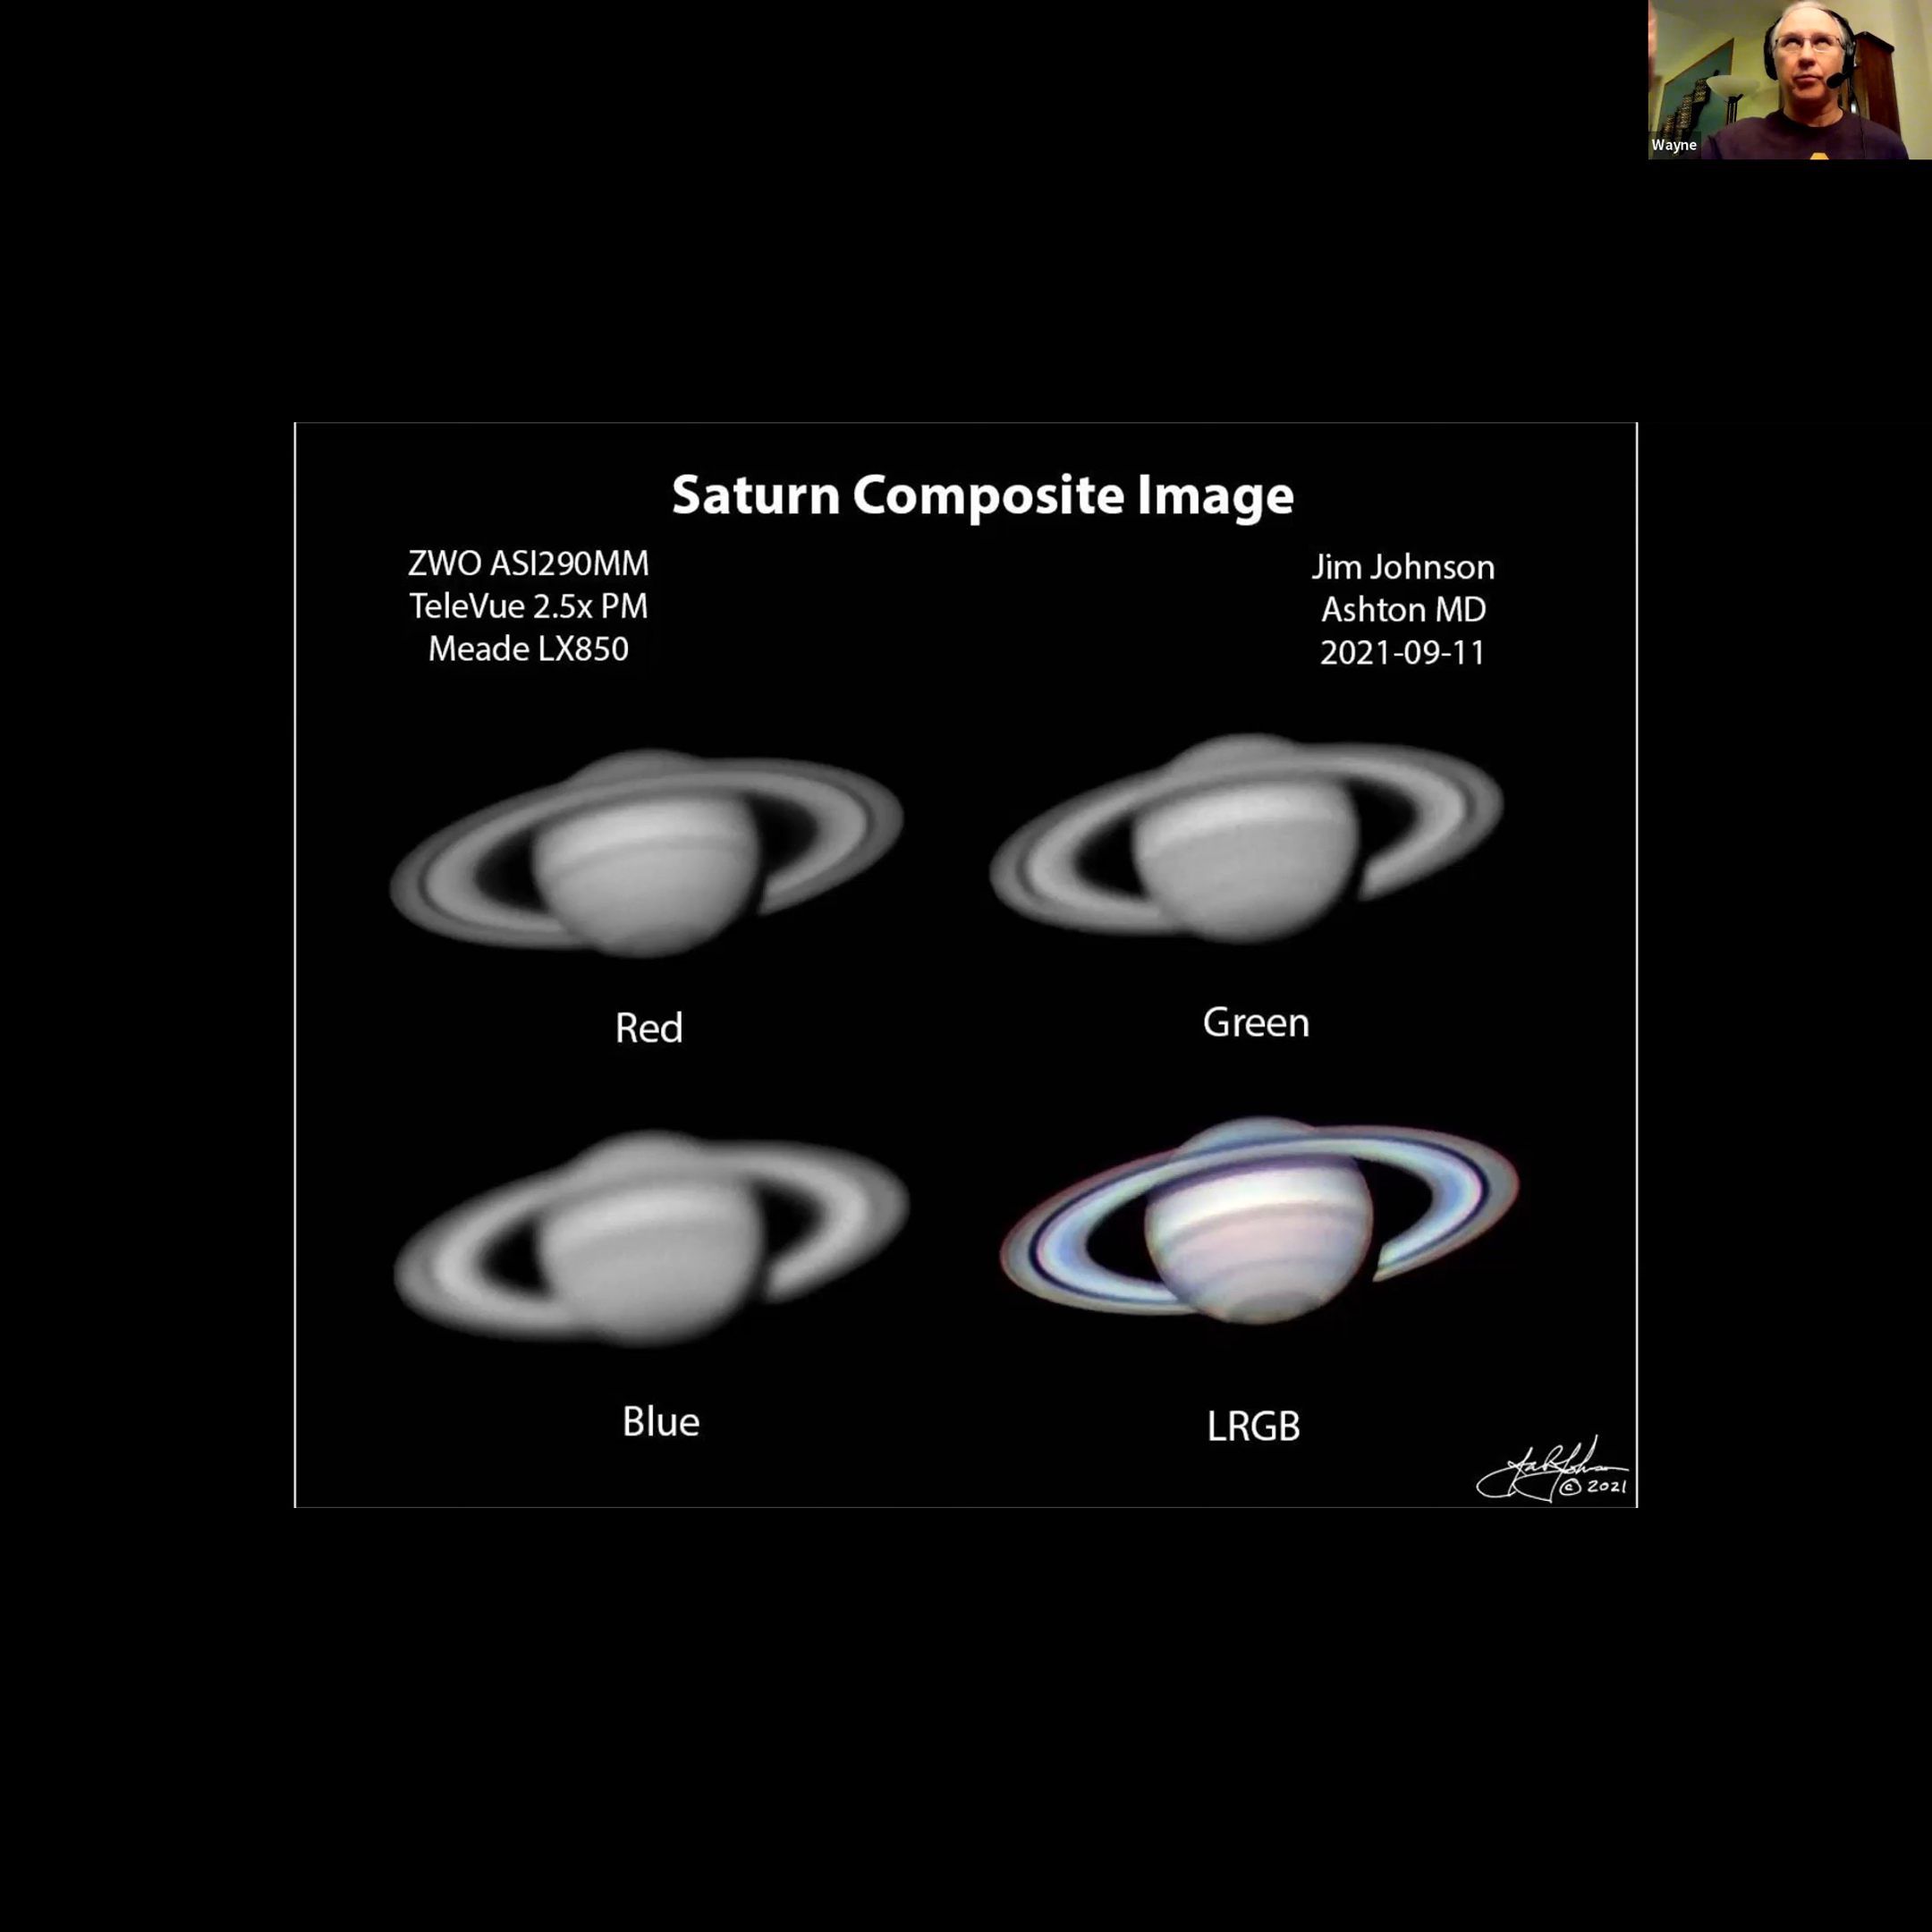 Wayne
Saturn Composite Image
ZWO ASI290MM
TeleVue 2.5x PM
Meade LX850
Jim Johnson
Ashton MD
2021-09-11
Red
Green
Blue
LRGB
© 2021